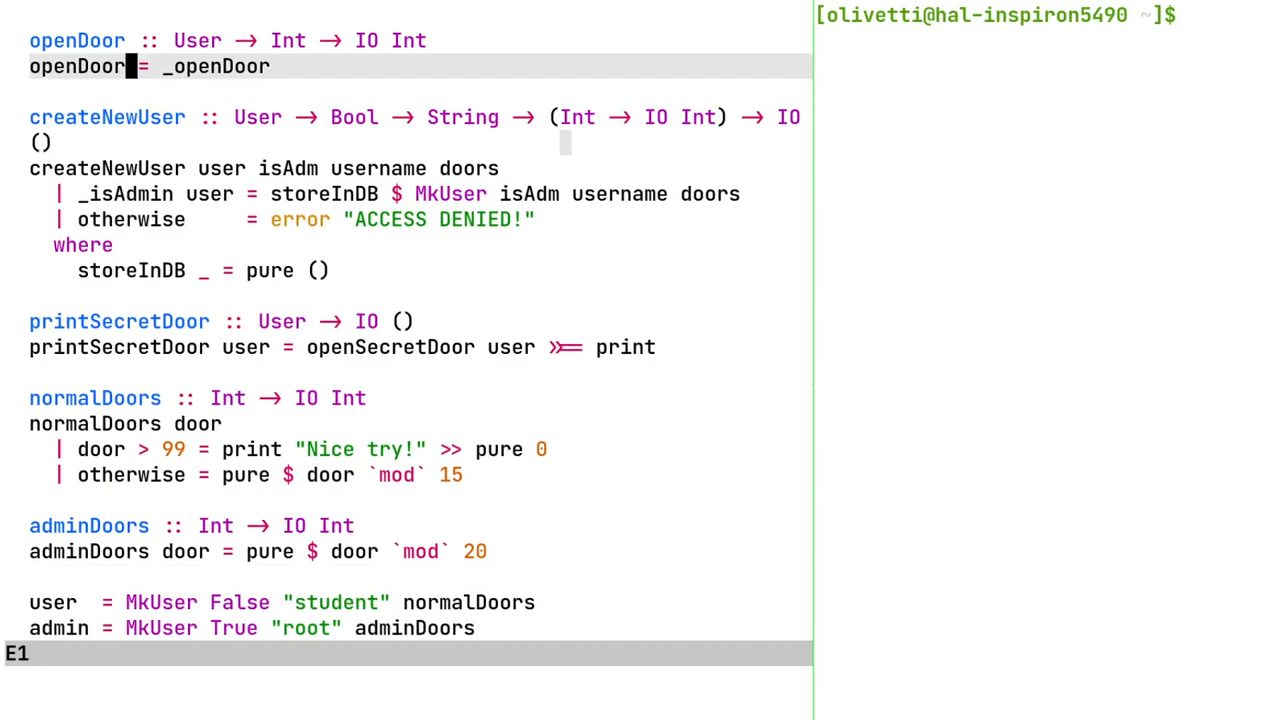 openDoor :: User -> Int -> IO Int
openDoor = _openDoor
createNewUser :: User -> Bool -> String -> (Int -> IO Int) -> IO
()
createNewUser user isAdm username doors
| _isAdmin user = storeInDB $ MkUser isAdm username doors
| otherwise = error "ACCESS DENIED!"
where
storeInDB _ = pure ()
printSecretDoor :: User -> IO ()
printSecretDoor user = openSecretDoor user >>= print
normalDoors :: Int -> IO Int
normalDoors door
| door > 99 = print "Nice try!" >> pure 0
| otherwise = pure $ door `mod` 15
adminDoors :: Int -> IO Int
adminDoors door = pure $ door `mod` 20
user = MkUser False "student" normalDoors
admin = MkUser True "root" adminDoors
E1
[olivetti@hal-inspiron5490 ~]$